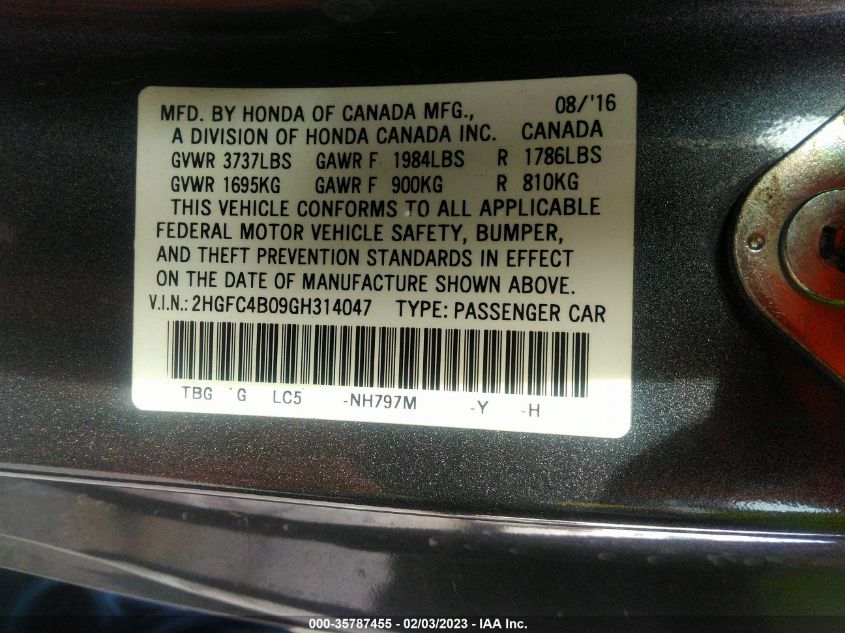 MFD. BY HONDA OF CANADA MFG., 08/'16
A DIVISION OF HONDA CANADA INC. CANADA
GVWR 3737LBS GAWR F 1984LBS R 1786LBS
GVWR 1695KG GAWR F 900KG R 810KG
THIS VEHICLE CONFORMS TO ALL APPLICABLE
FEDERAL MOTOR VEHICLE SAFETY, BUMPER,
AND THEFT PREVENTION STANDARDS IN EFFECT
ON THE DATE OF MANUFACTURE SHOWN ABOVE.
V.I.N.: 2HGFC4B09GH314047 TYPE: PASSENGER CAR
TBG G LC5 -NH797M -Y -H
000-35787455 - 02/03/2023 - IAA Inc.